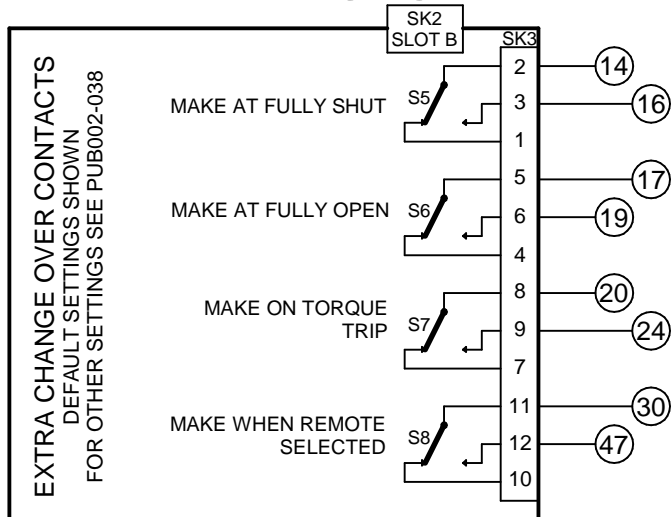 SK2
SLOT B
SK3
EXTRA CHANGE OVER CONTACTS
DEFAULT SETTINGS SHOWN
FOR OTHER SETTINGS SEE PUB002-038
MAKE AT FULLY SHUT
S5
2
14
3
16
1
MAKE AT FULLY OPEN
S6
5
17
6
19
4
MAKE ON TORQUE
TRIP
S7
8
20
9
24
7
MAKE WHEN REMOTE
SELECTED
S8
11
30
12
47
10